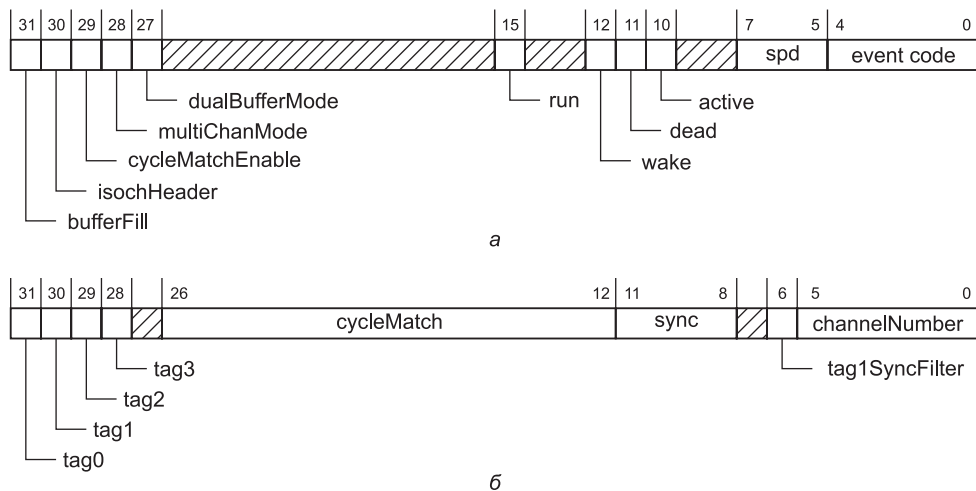 31 30 29 28 27 15 12 11 10 7 5 4 0
spd event code
dualBufferMode run active
multiChanMode dead
cycleMatchEnable wake
isochHeader
bufferFill
а
31 30 29 28 26 12 11 8 6 5 0
cycleMatch sync channelNumber
tag3 tag1SyncFilter
tag2
tag1
tag0
б